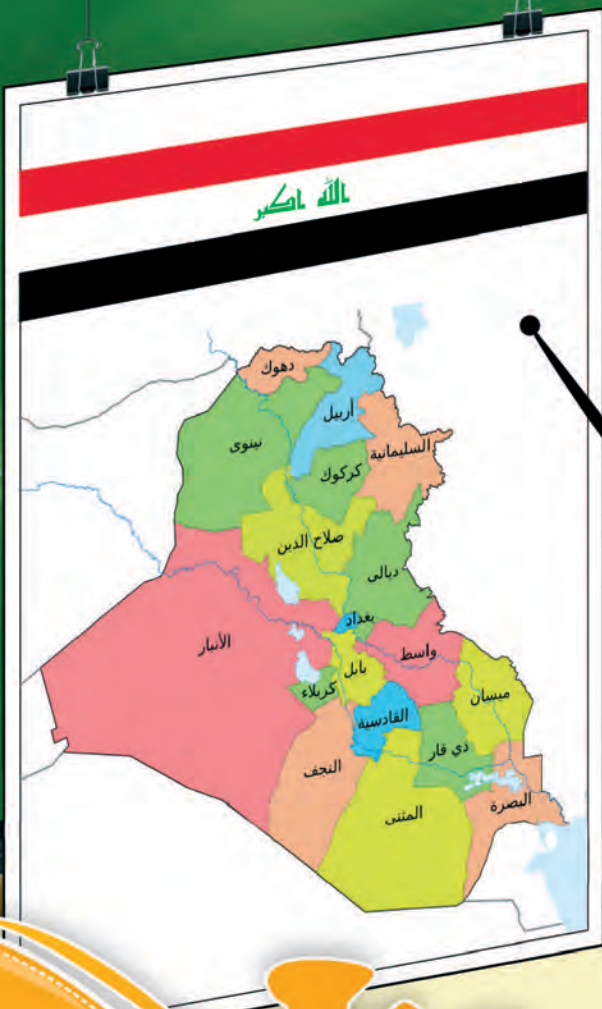 الله اكبر
دهوك
أربيل
نينوى
السليمانية
كركوك
صلاح الدين
ديالى
بغداد
الأنبار
واسط
بابل
كربلاء
ميسان
القادسية
ذي قار
النجف
البصرة
المثنى